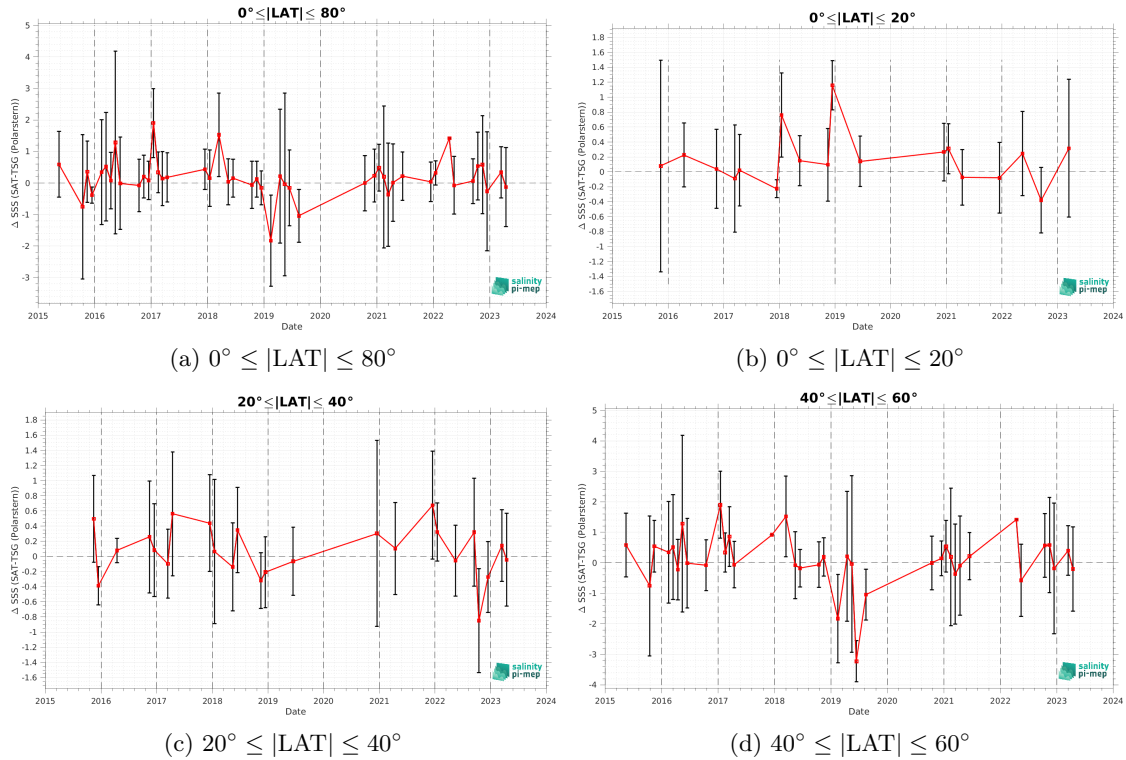 0°≤|LAT|≤ 80°
Δ SSS (SAT-TSG (Polarstern))
5
4
3
2
1
0
-1
-2
-3
2015 2016 2017 2018 2019 2020 2021 2022 2023 2024
Date
salinity
pi-mep
(a) 0° ≤ |LAT| ≤ 80°
0°≤|LAT|≤ 20°
Δ SSS (SAT-TSG (Polarstern))
1.8
1.6
1.4
1.2
1
0.8
0.6
0.4
0.2
0
-0.2
-0.4
-0.6
-0.8
-1
-1.2
-1.4
-1.6
2015 2016 2017 2018 2019 2020 2021 2022 2023 2024
Date
salinity
pi-mep
(b) 0° ≤ |LAT| ≤ 20°
20°≤|LAT|≤ 40°
Δ SSS (SAT-TSG (Polarstern))
1.8
1.6
1.4
1.2
1
0.8
0.6
0.4
0.2
0
-0.2
-0.4
-0.6
-0.8
-1
-1.2
-1.4
-1.6
2015 2016 2017 2018 2019 2020 2021 2022 2023 2024
Date
salinity
pi-mep
(c) 20° ≤ |LAT| ≤ 40°
40°≤|LAT|≤ 60°
Δ SSS (SAT-TSG (Polarstern))
5
4
3
2
1
0
-1
-2
-3
-4
2015 2016 2017 2018 2019 2020 2021 2022 2023 2024
Date
salinity
pi-mep
(d) 40° ≤ |LAT| ≤ 60°